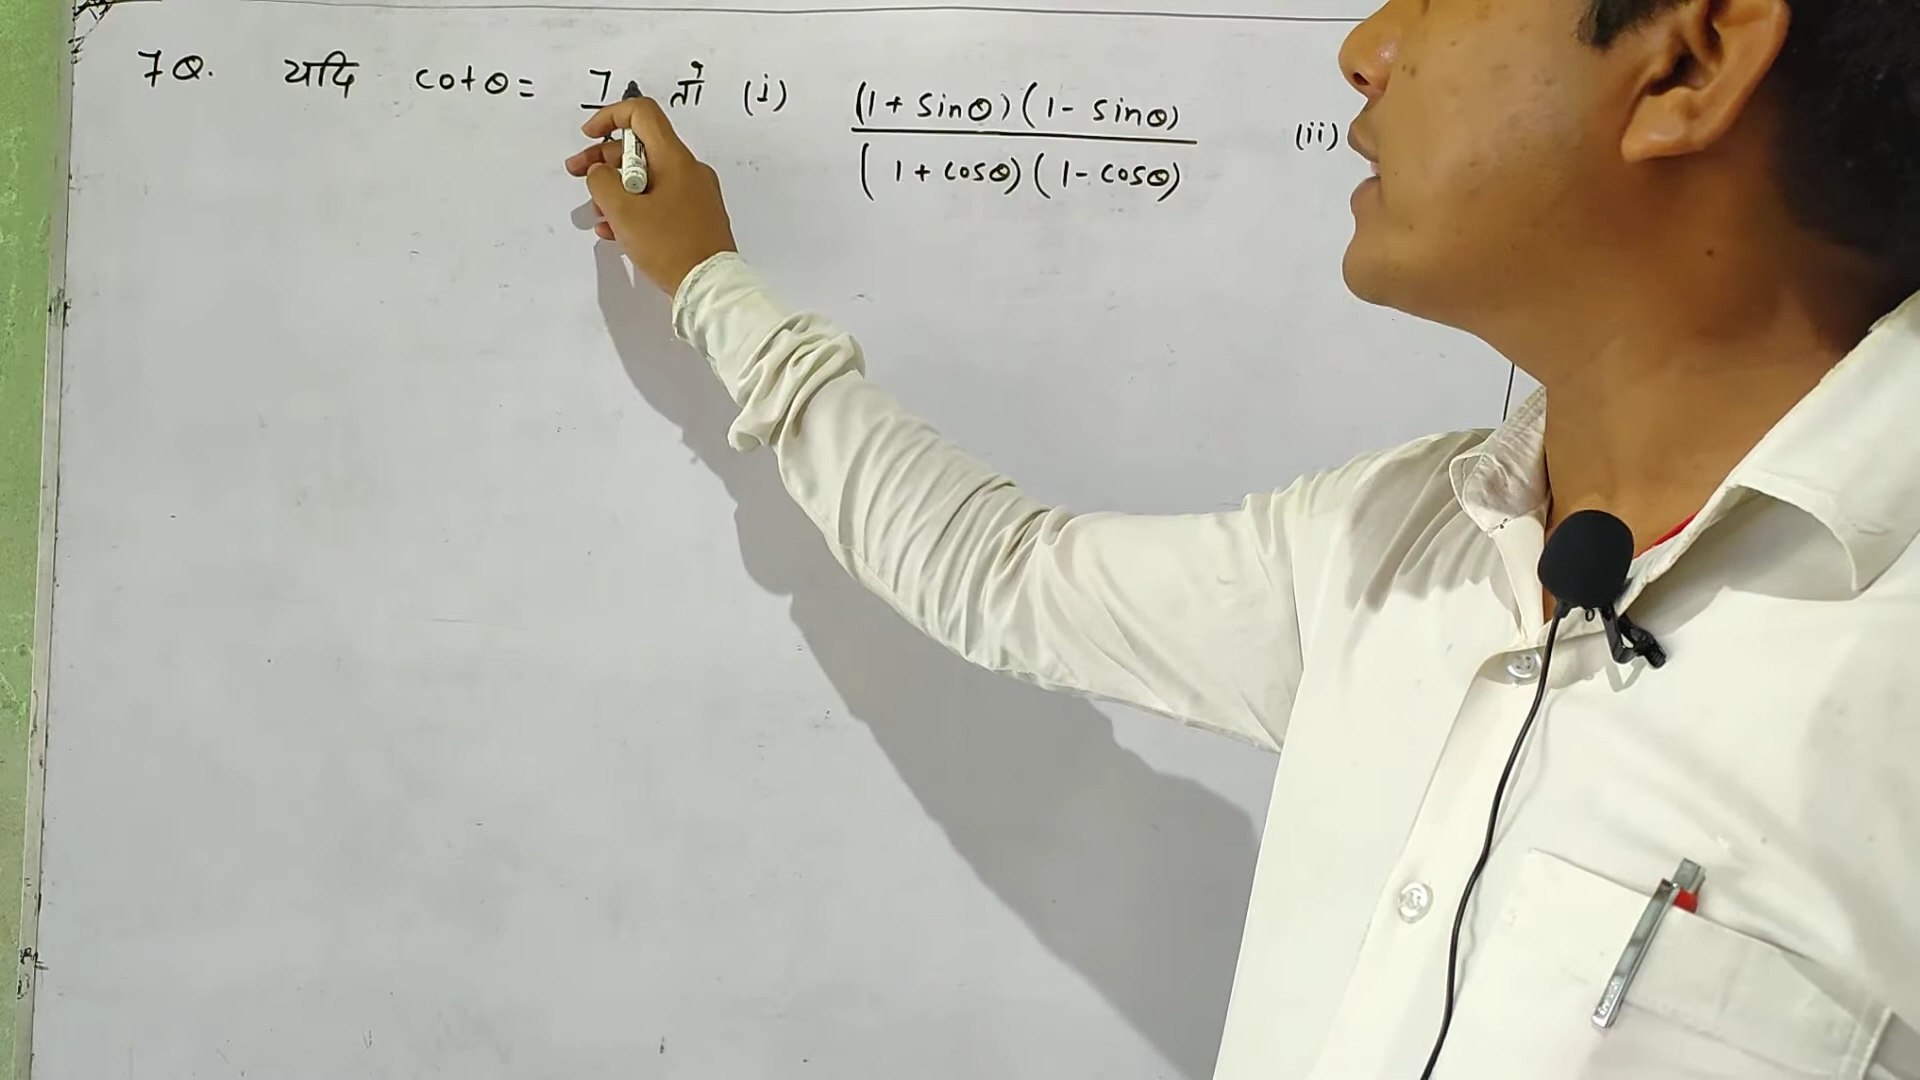 7Q. यदि cotθ = 7 तो (i) (1 + sinθ)(1 - sinθ) (ii)
(1 + cosθ)(1 - cosθ)